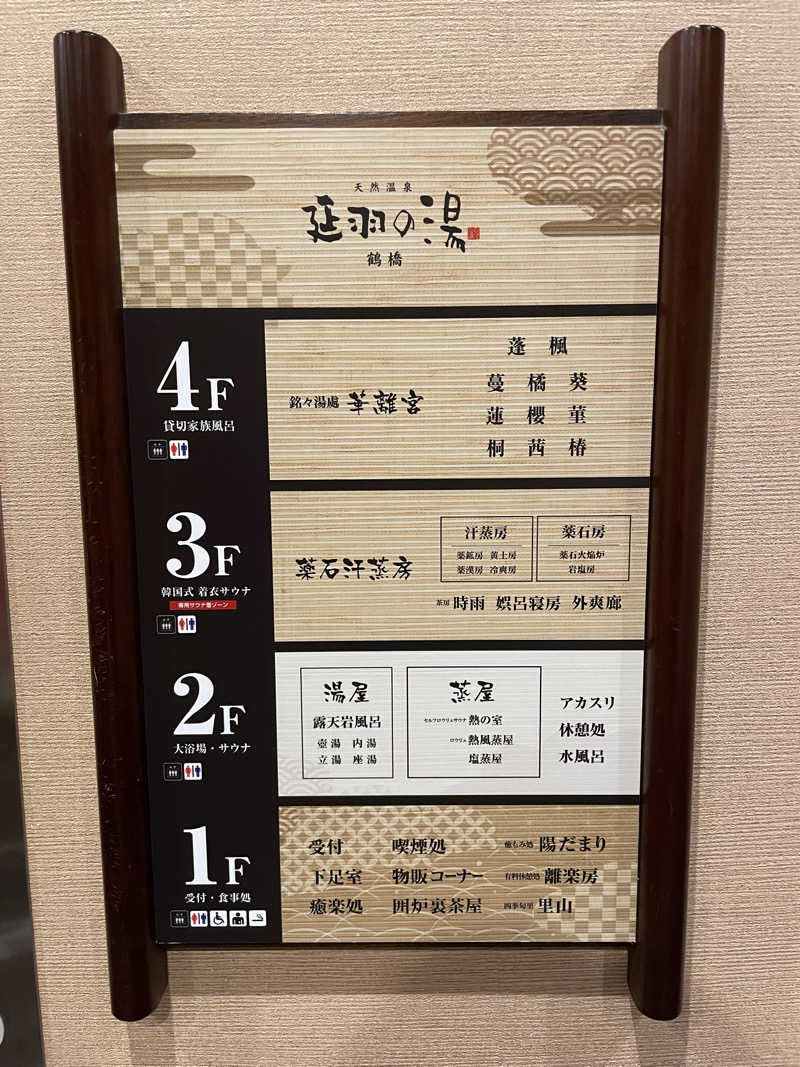 天然温泉
延羽の湯
鶴橋
4F
貸切家族風呂
銘々湯處 華離宮
蓬 楓
蔓 橘 葵
蓮 櫻 菫
桐 茜 椿
3F
韓国式 着衣サウナ
専用サウナ着ゾーン
薬石汗蒸房
汗蒸房
薬鉱房 黄土房
薬漢房 冷爽房
薬石房
薬石火焔炉
岩塩房
茶房 時雨 娯呂寝房 外爽廊
2F
大浴場・サウナ
湯屋
露天岩風呂
壺湯 内湯
立湯 座湯
蒸屋
セルフロウリュサウナ 熱の室
ロウリュ 熱風蒸屋
塩蒸屋
アカスリ
休憩処
水風呂
1F
受付・食事処
受付 喫煙処 癒もみ処 陽だまり
下足室 物販コーナー 有料休憩処 離楽房
癒楽処 囲炉裏茶屋 四季旬里 里山